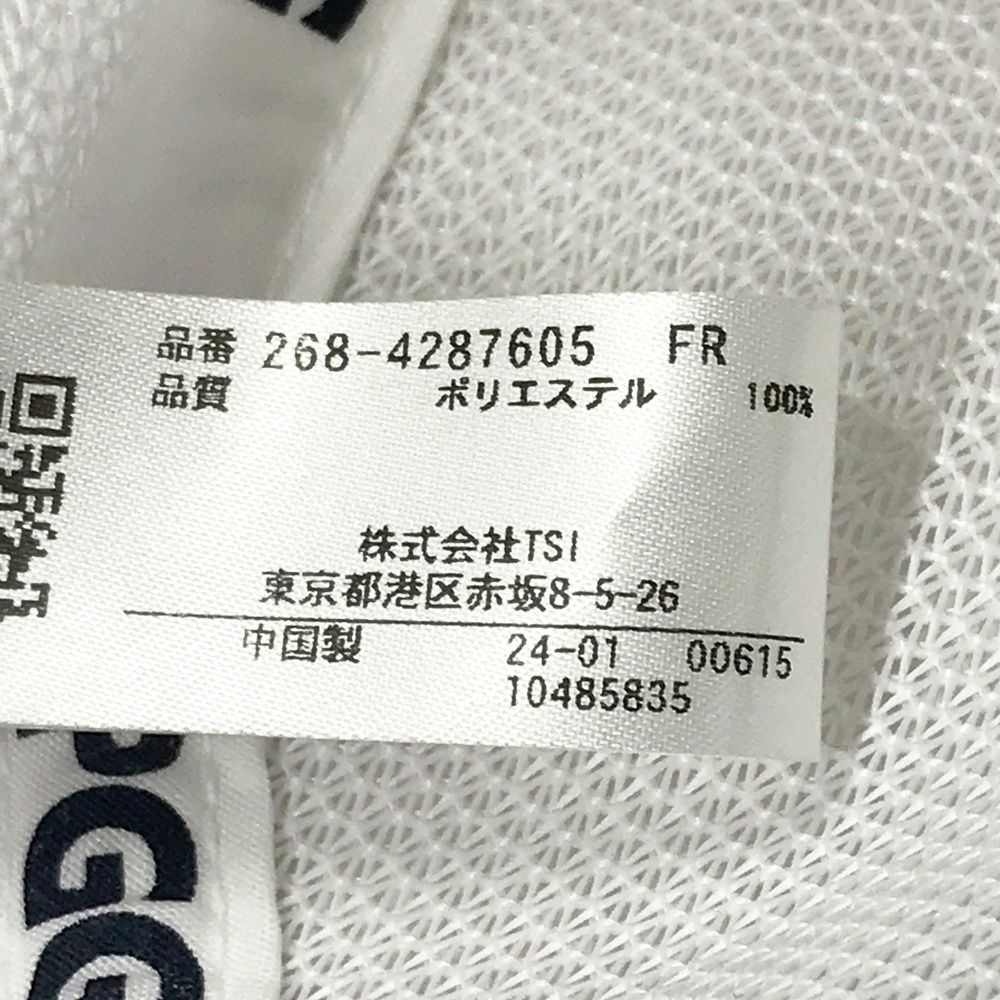 品番 268-4287605 FR
品質 ポリエステル 100%
株式会社TSI
東京都港区赤坂8-5-26
中国製 24-01 00615
10485835
PGG